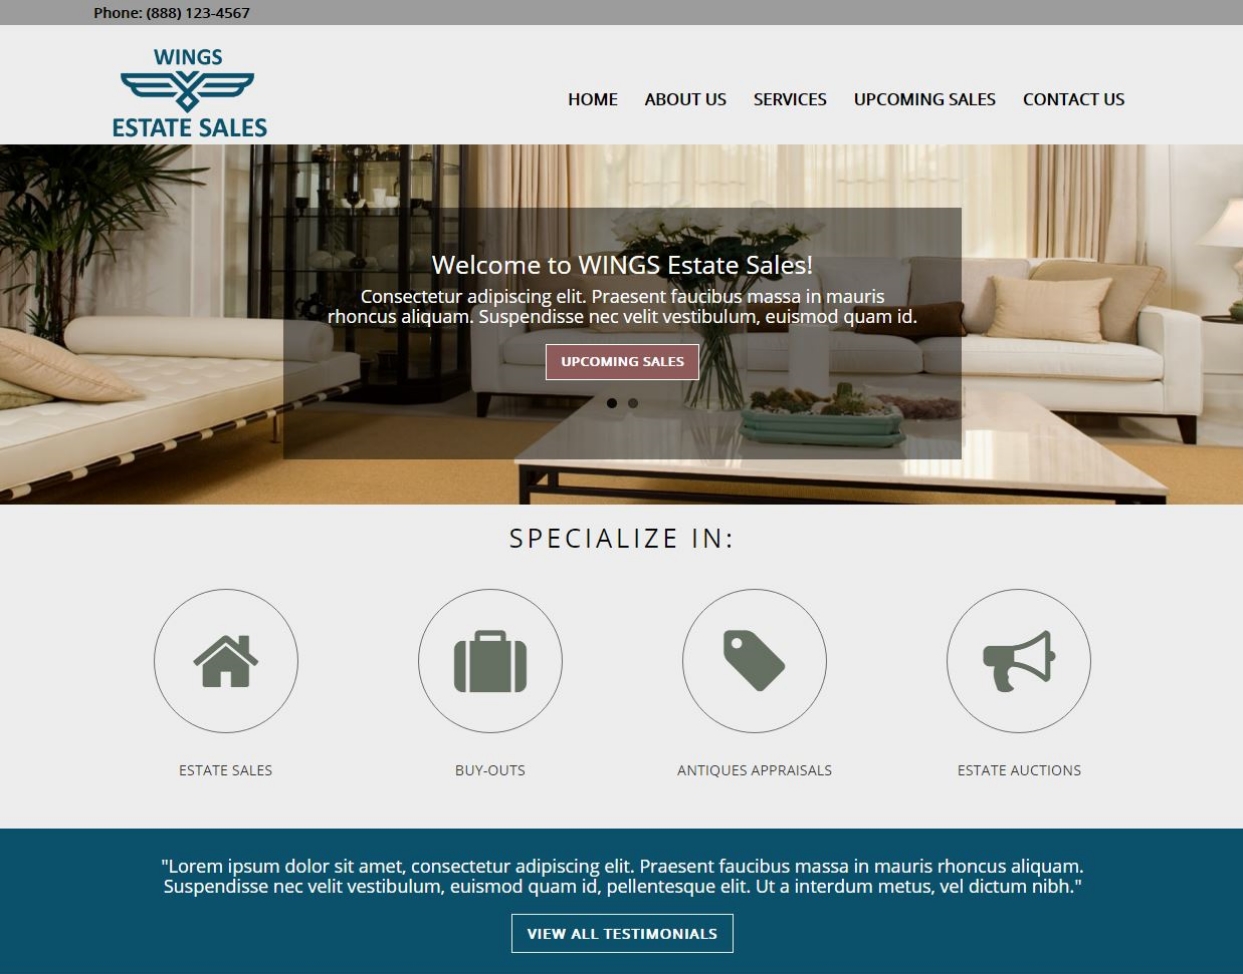 Phone: (888) 123-4567
WINGS
ESTATE SALES
HOME ABOUT US SERVICES UPCOMING SALES CONTACT US
Welcome to WINGS Estate Sales!
Consectetur adipiscing elit. Praesent faucibus massa in mauris
rhoncus aliquam. Suspendisse nec velit vestibulum, euismod quam id.
UPCOMING SALES
SPECIALIZE IN:
ESTATE SALES
BUY-OUTS
ANTIQUES APPRAISALS
ESTATE AUCTIONS
"Lorem ipsum dolor sit amet, consectetur adipiscing elit. Praesent faucibus massa in mauris rhoncus aliquam.
Suspendisse nec velit vestibulum, euismod quam id, pellentesque elit. Ut a interdum metus, vel dictum nibh."
VIEW ALL TESTIMONIALS